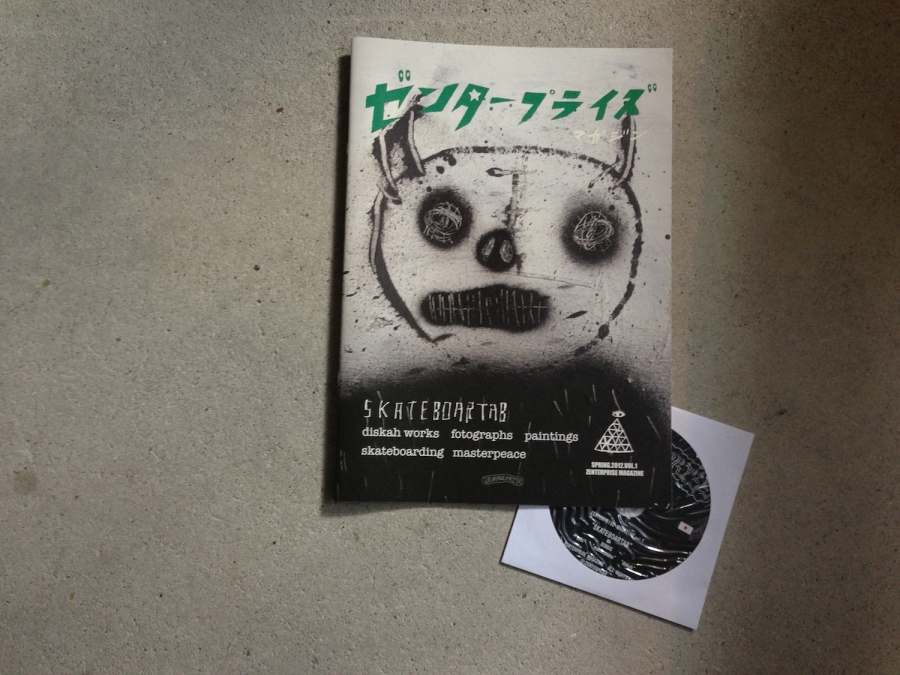 ゼンタープライズ
マガジン
SKATEBOARTAB
diskah works fotographs paintings
skateboarding masterpeace
SPRING.2012.VOL.1
ZENTERPRISE MAGAZINE
"SKATEBOARTAB"